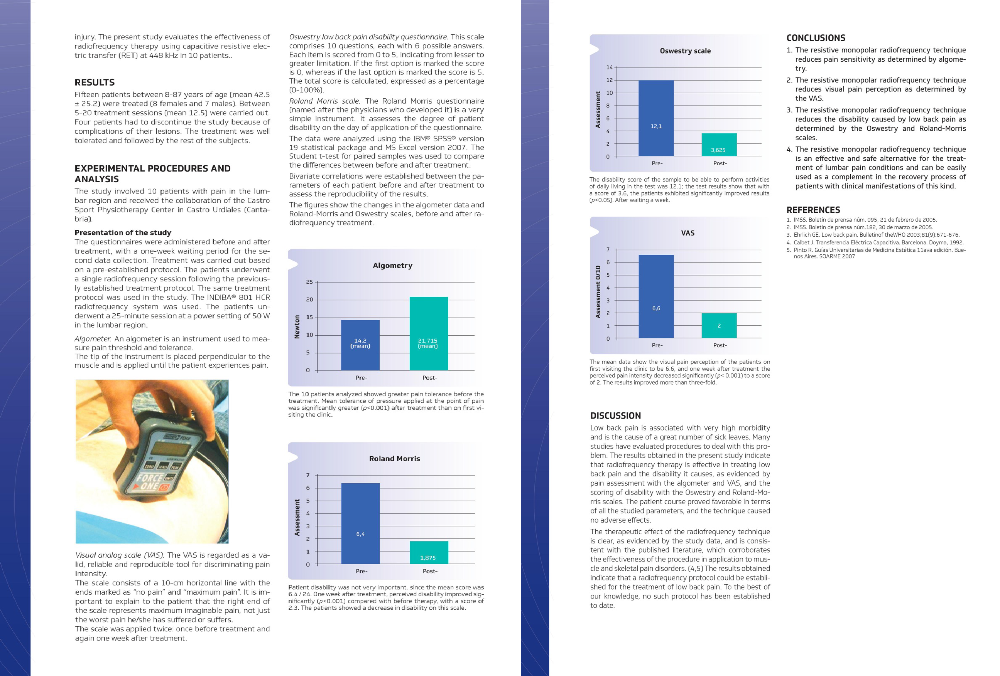 injury. The present study evaluates the effectiveness of
radiofrequency therapy using capacitive resistive elec-
tric transfer (RET) at 448 kHz in 10 patients..
RESULTS
Fifteen patients between 8-87 years of age (mean 42.5
± 25.2) were treated (8 females and 7 males). Between
5-20 treatment sessions (mean 12.5) were carried out.
Four patients had to discontinue the study because of
complications of their lesions. The treatment was well
tolerated and followed by the rest of the subjects.
EXPERIMENTAL PROCEDURES AND
ANALYSIS
The study involved 10 patients with pain in the lum-
bar region and received the collaboration of the Castro
Sport Physiotherapy Center in Castro Urdiales (Canta-
bria).
Presentation of the study
The questionnaires were administered before and after
treatment, with a one-week waiting period for the se-
cond data collection. Treatment was carried out based
on a pre-established protocol. The patients underwent
a single radiofrequency session following the previous-
ly established treatment protocol. The same treatment
protocol was used in the study. The INDIBA® 801 HCR
radiofrequency system was used. The patients un-
derwent a 25-minute session at a power setting of 50 W
in the lumbar region.
Algometer. An algometer is an instrument used to mea-
sure pain threshold and tolerance.
The tip of the instrument is placed perpendicular to the
muscle and is applied until the patient experiences pain.
FDIX
ZERO SEND PEAK
FORCE UNITS
ONE
Visual analog scale (VAS). The VAS is regarded as a va-
lid, reliable and reproducible tool for discriminating pain
intensity.
The scale consists of a 10-cm horizontal line with the
ends marked as “no pain” and “maximum pain”. It is im-
portant to explain to the patient that the right end of
the scale represents maximum imaginable pain, not just
the worst pain he/she has suffered or suffers.
The scale was applied twice: once before treatment and
again one week after treatment.
Oswestry low back pain disability questionnaire. This scale
comprises 10 questions, each with 6 possible answers.
Each item is scored from 0 to 5, indicating from lesser to
greater limitation. If the first option is marked the score
is 0, whereas if the last option is marked the score is 5.
The total score is calculated, expressed as a percentage
(0-100%).
Roland Morris scale. The Roland Morris questionnaire
(named after the physicians who developed it) is a very
simple instrument. It assesses the degree of patient
disability on the day of application of the questionnaire.
The data were analyzed using the IBM® SPSS® version
19 statistical package and MS Excel version 2007. The
Student t-test for paired samples was used to compare
the differences between before and after treatment.
Bivariate correlations were established between the pa-
rameters of each patient before and after treatment to
assess the reproducibility of the results.
The figures show the changes in the algometer data and
Roland-Morris and Oswestry scales, before and after ra-
diofrequency treatment.
Algometry
Newton
25
20
15
10
5
0
14,2
(mean)
21,715
(mean)
Pre-
Post-
The 10 patients analyzed showed greater pain tolerance before the
treatment. Mean tolerance of pressure applied at the point of pain
was significantly greater (p<0.001) after treatment than on first vi-
siting the clinic.
Roland Morris
Assessment
7
6
5
4
3
2
1
0
6,4
1,875
Pre-
Post-
Patient disability was not very important, since the mean score was
6.4 / 24. One week after treatment, perceived disability improved sig-
nificantly (p<0.001) compared with before therapy, with a score of
2.3. The patients showed a decrease in disability on this scale.
Oswestry scale
Assessment
14
12
10
8
6
4
2
0
12,1
3,625
Pre-
Post-
The disability score of the sample to be able to perform activities
of daily living in the test was 12.1; the test results show that with
a score of 3.6, the patients exhibited significantly improved results
(p<0.05). After waiting a week.
VAS
Assessment 0/10
7
6
5
4
3
2
1
0
6,6
2
Pre-
Post-
The mean data show the visual pain perception of the patients on
first visiting the clinic to be 6.6, and one week after treatment the
perceived pain intensity decreased significantly (p< 0.001) to a score
of 2. The results improved more than three-fold.
DISCUSSION
Low back pain is associated with very high morbidity
and is the cause of a great number of sick leaves. Many
studies have evaluated procedures to deal with this pro-
blem. The results obtained in the present study indicate
that radiofrequency therapy is effective in treating low
back pain and the disability it causes, as evidenced by
pain assessment with the algometer and VAS, and the
scoring of disability with the Oswestry and Roland-Mo-
rris scales. The patient course proved favorable in terms
of all the studied parameters, and the technique caused
no adverse effects.
The therapeutic effect of the radiofrequency technique
is clear, as evidenced by the study data, and is consis-
tent with the published literature, which corroborates
the effectiveness of the procedure in application to mus-
cle and skeletal pain disorders. (4,5) The results obtained
indicate that a radiofrequency protocol could be establi-
shed for the treatment of low back pain. To the best of
our knowledge, no such protocol has been established
to date.
CONCLUSIONS
1. The resistive monopolar radiofrequency technique
reduces pain sensitivity as determined by algome-
try.
2. The resistive monopolar radiofrequency technique
reduces visual pain perception as determined by
the VAS.
3. The resistive monopolar radiofrequency technique
reduces the disability caused by low back pain as
determined by the Oswestry and Roland-Morris
scales.
4. The resistive monopolar radiofrequency technique
is an effective and safe alternative for the treat-
ment of lumbar pain conditions and can be easily
used as a complement in the recovery process of
patients with clinical manifestations of this kind.
REFERENCES
1. IMSS. Boletín de prensa núm. 095, 21 de febrero de 2005.
2. IMSS. Boletín de prensa núm.182, 30 de marzo de 2005.
3. Ehrlich GE. Low back pain. Bulletinof theWHO 2003;81(9):671-676.
4. Calbet J. Transferencia Eléctrica Capacitiva. Barcelona. Doyma, 1992.
5. Pinto R. Guías Universitarias de Medicina Estética 11ava edición. Bue-
nos Aires. SOARME 2007